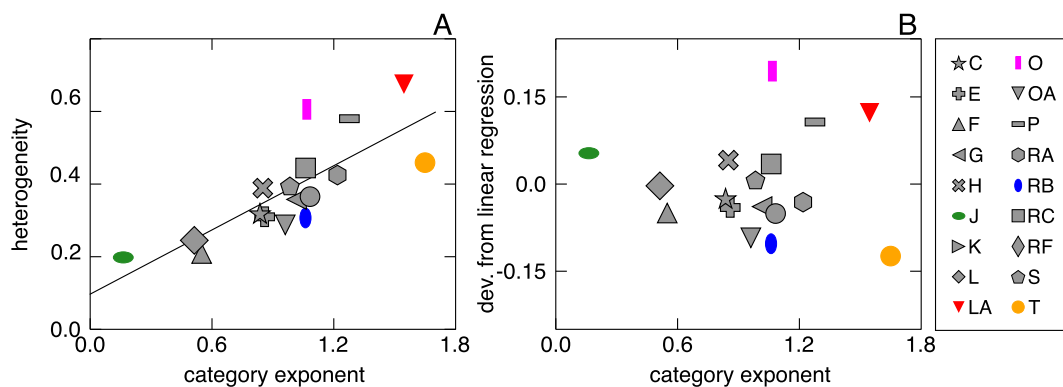 A
heterogeneity
0.6
0.4
0.2
0.0
0.0 0.6 1.2 1.8
category exponent
B
dev. from linear regression
0.15
0.0
-0.15
0.0 0.6 1.2 1.8
category exponent
C O
E OA
F P
G RA
H RB
J RC
K RF
L S
LA T